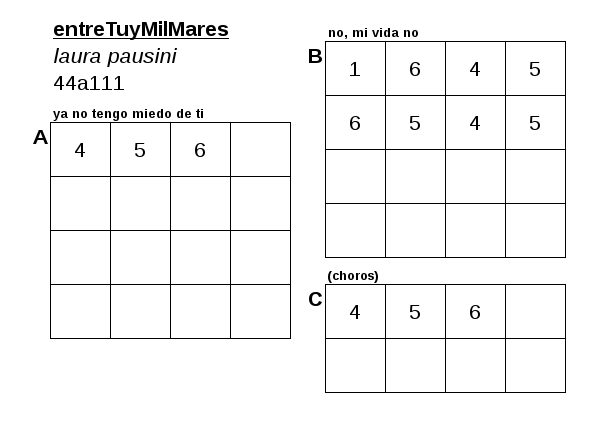 entreTuyMilMares
laura pausini
44a111
ya no tengo miedo de ti
A
4 5 6
no, mi vida no
B
1 6 4 5
6 5 4 5
(choros)
C
4 5 6